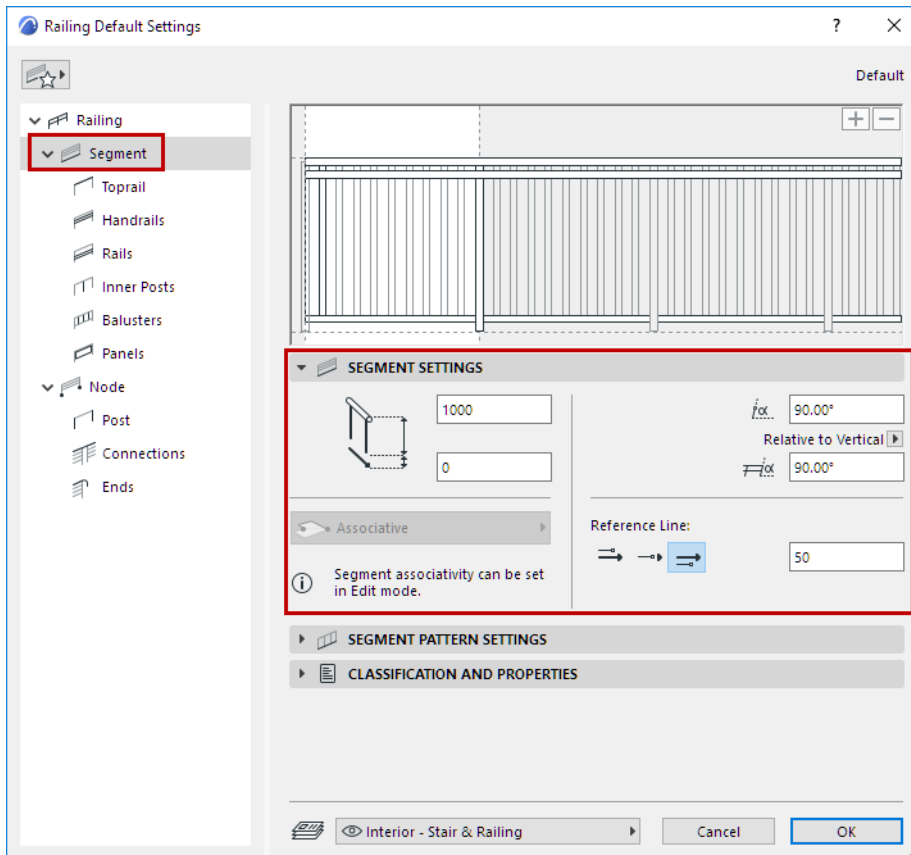 Railing Default Settings
?
Default
Railing
Segment
Toprail
Handrails
Rails
Inner Posts
Balusters
Panels
Node
Post
Connections
Ends
SEGMENT SETTINGS
1000
0
α 90.00°
Relative to Vertical
α 90.00°
Associative
Segment associativity can be set
in Edit mode.
Reference Line:
50
SEGMENT PATTERN SETTINGS
CLASSIFICATION AND PROPERTIES
Interior - Stair & Railing
Cancel
OK